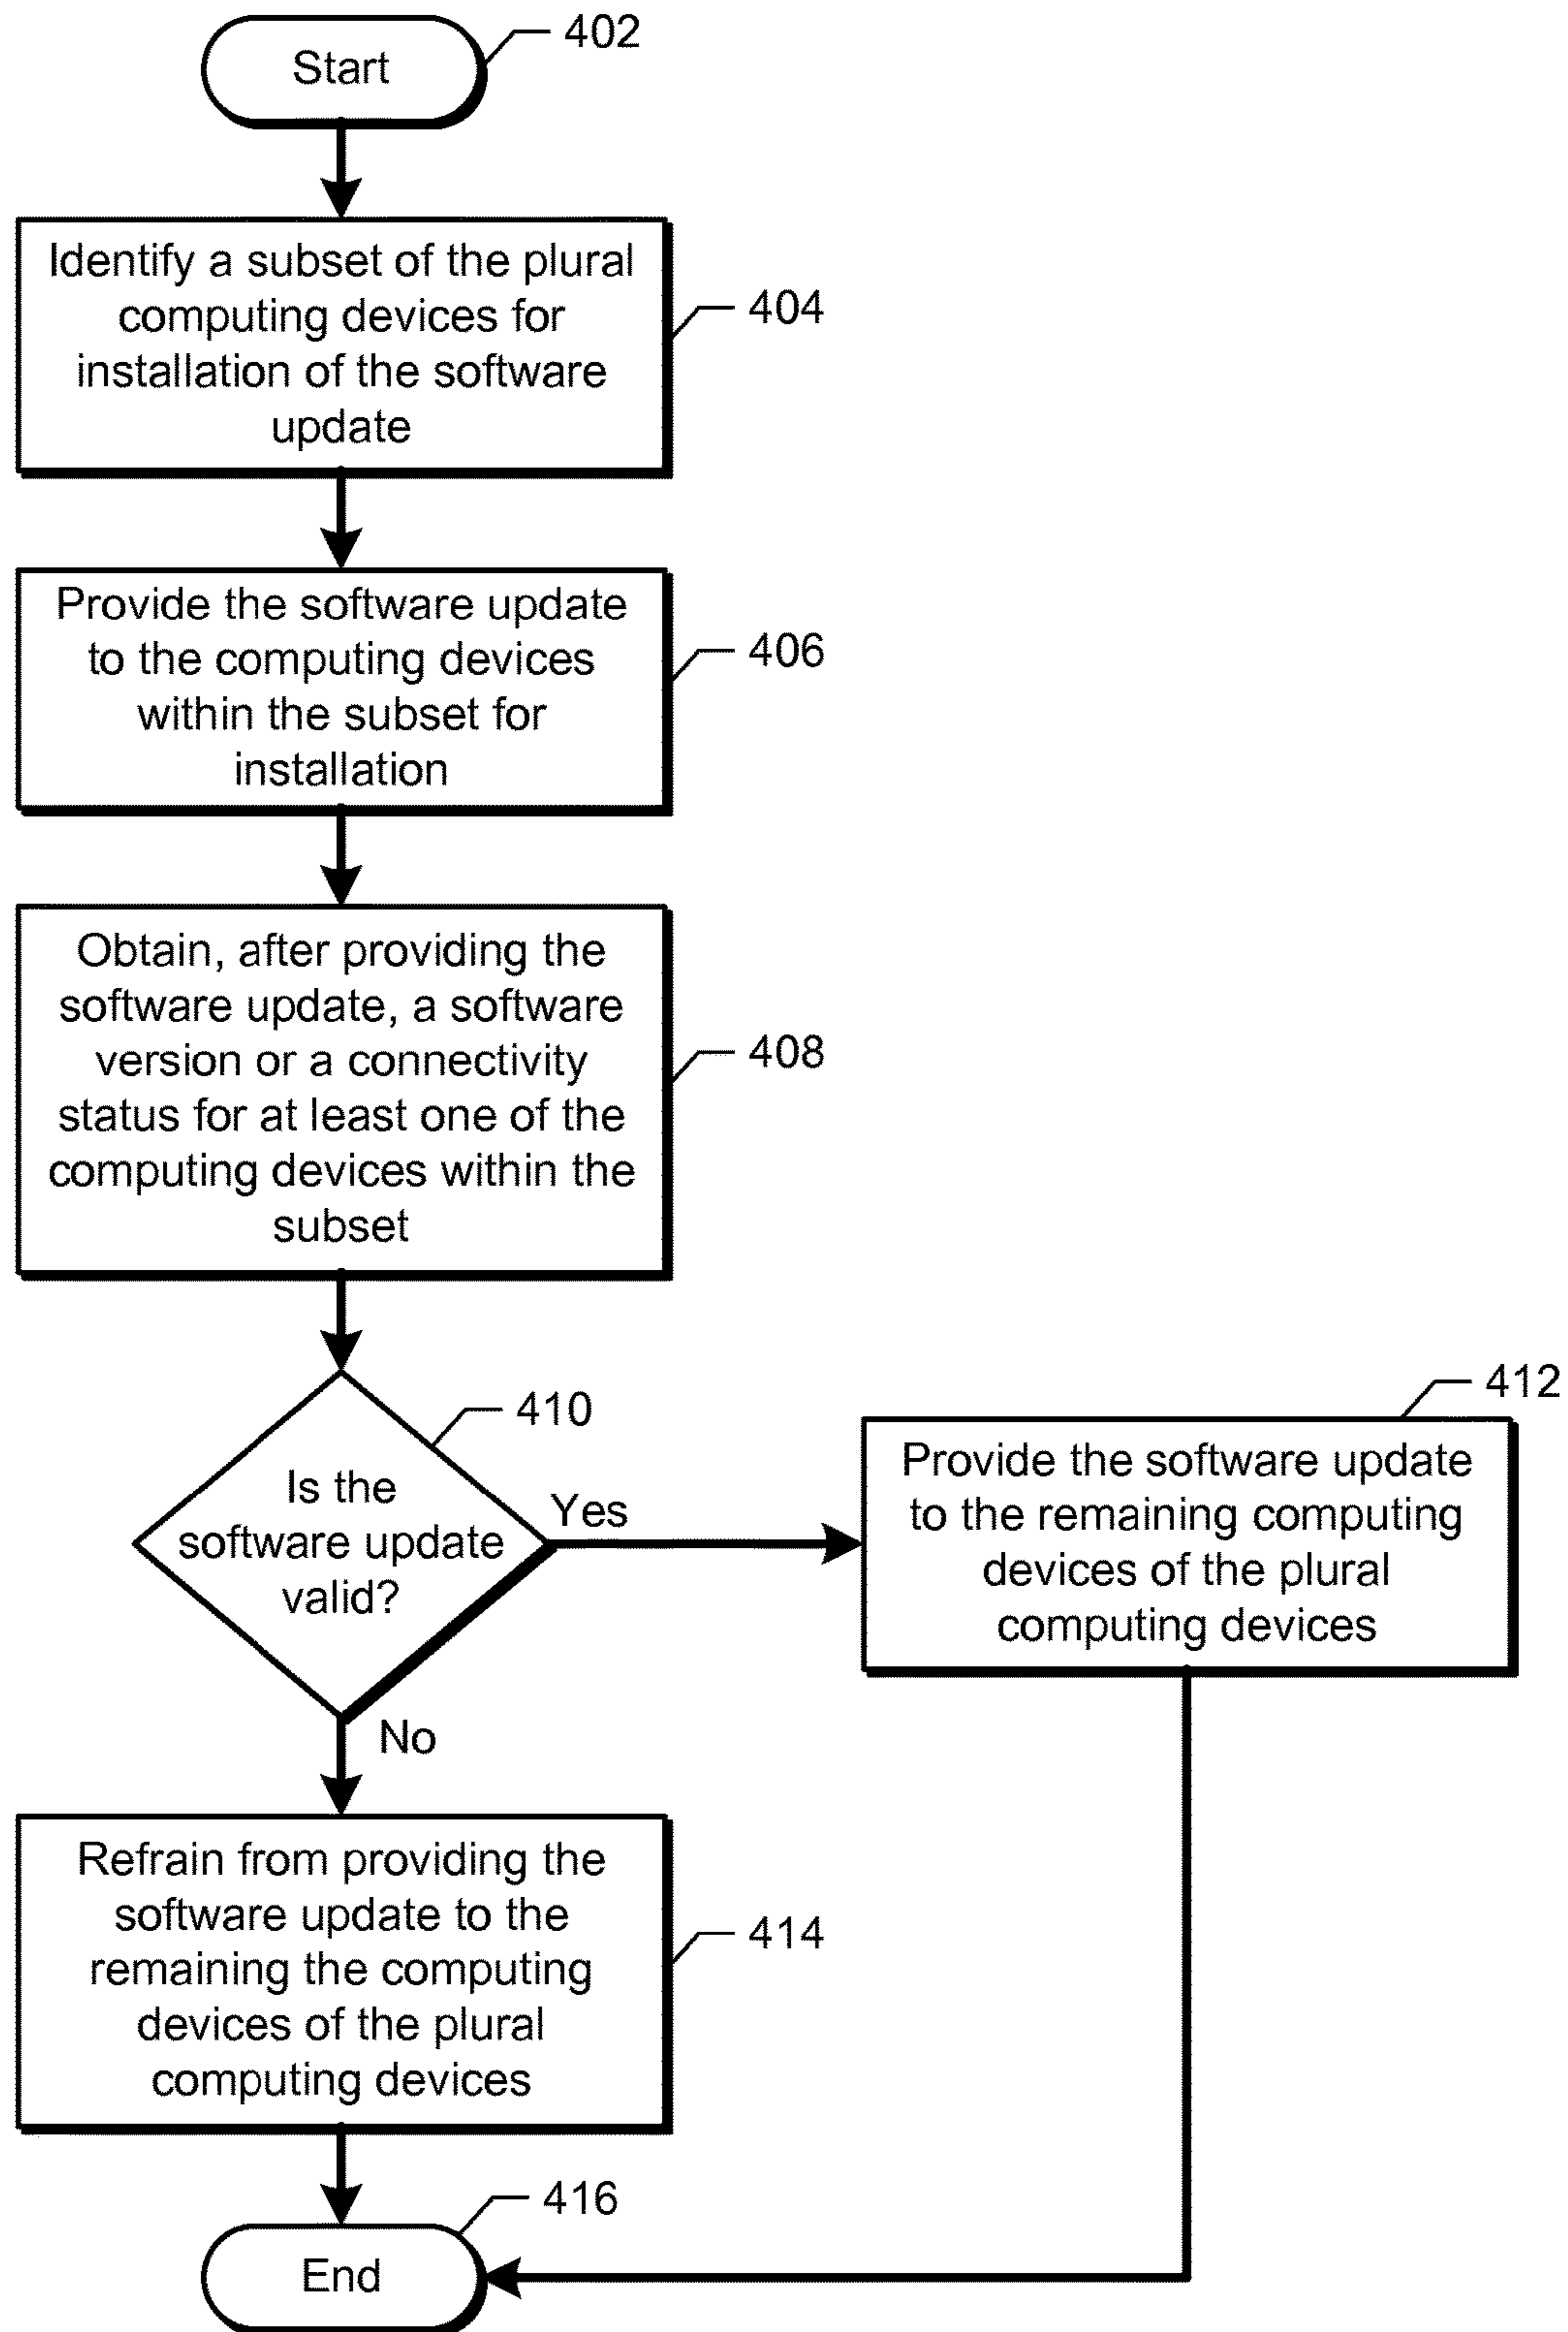 Start
402
Identify a subset of the plural
computing devices for
installation of the software
update
404
Provide the software update
to the computing devices
within the subset for
installation
406
Obtain, after providing the
software update, a software
version or a connectivity
status for at least one of the
computing devices within the
subset
408
410
Is the
software update
valid?
Yes
No
412
Provide the software update
to the remaining computing
devices of the plural
computing devices
Refrain from providing the
software update to the
remaining the computing
devices of the plural
computing devices
414
416
End